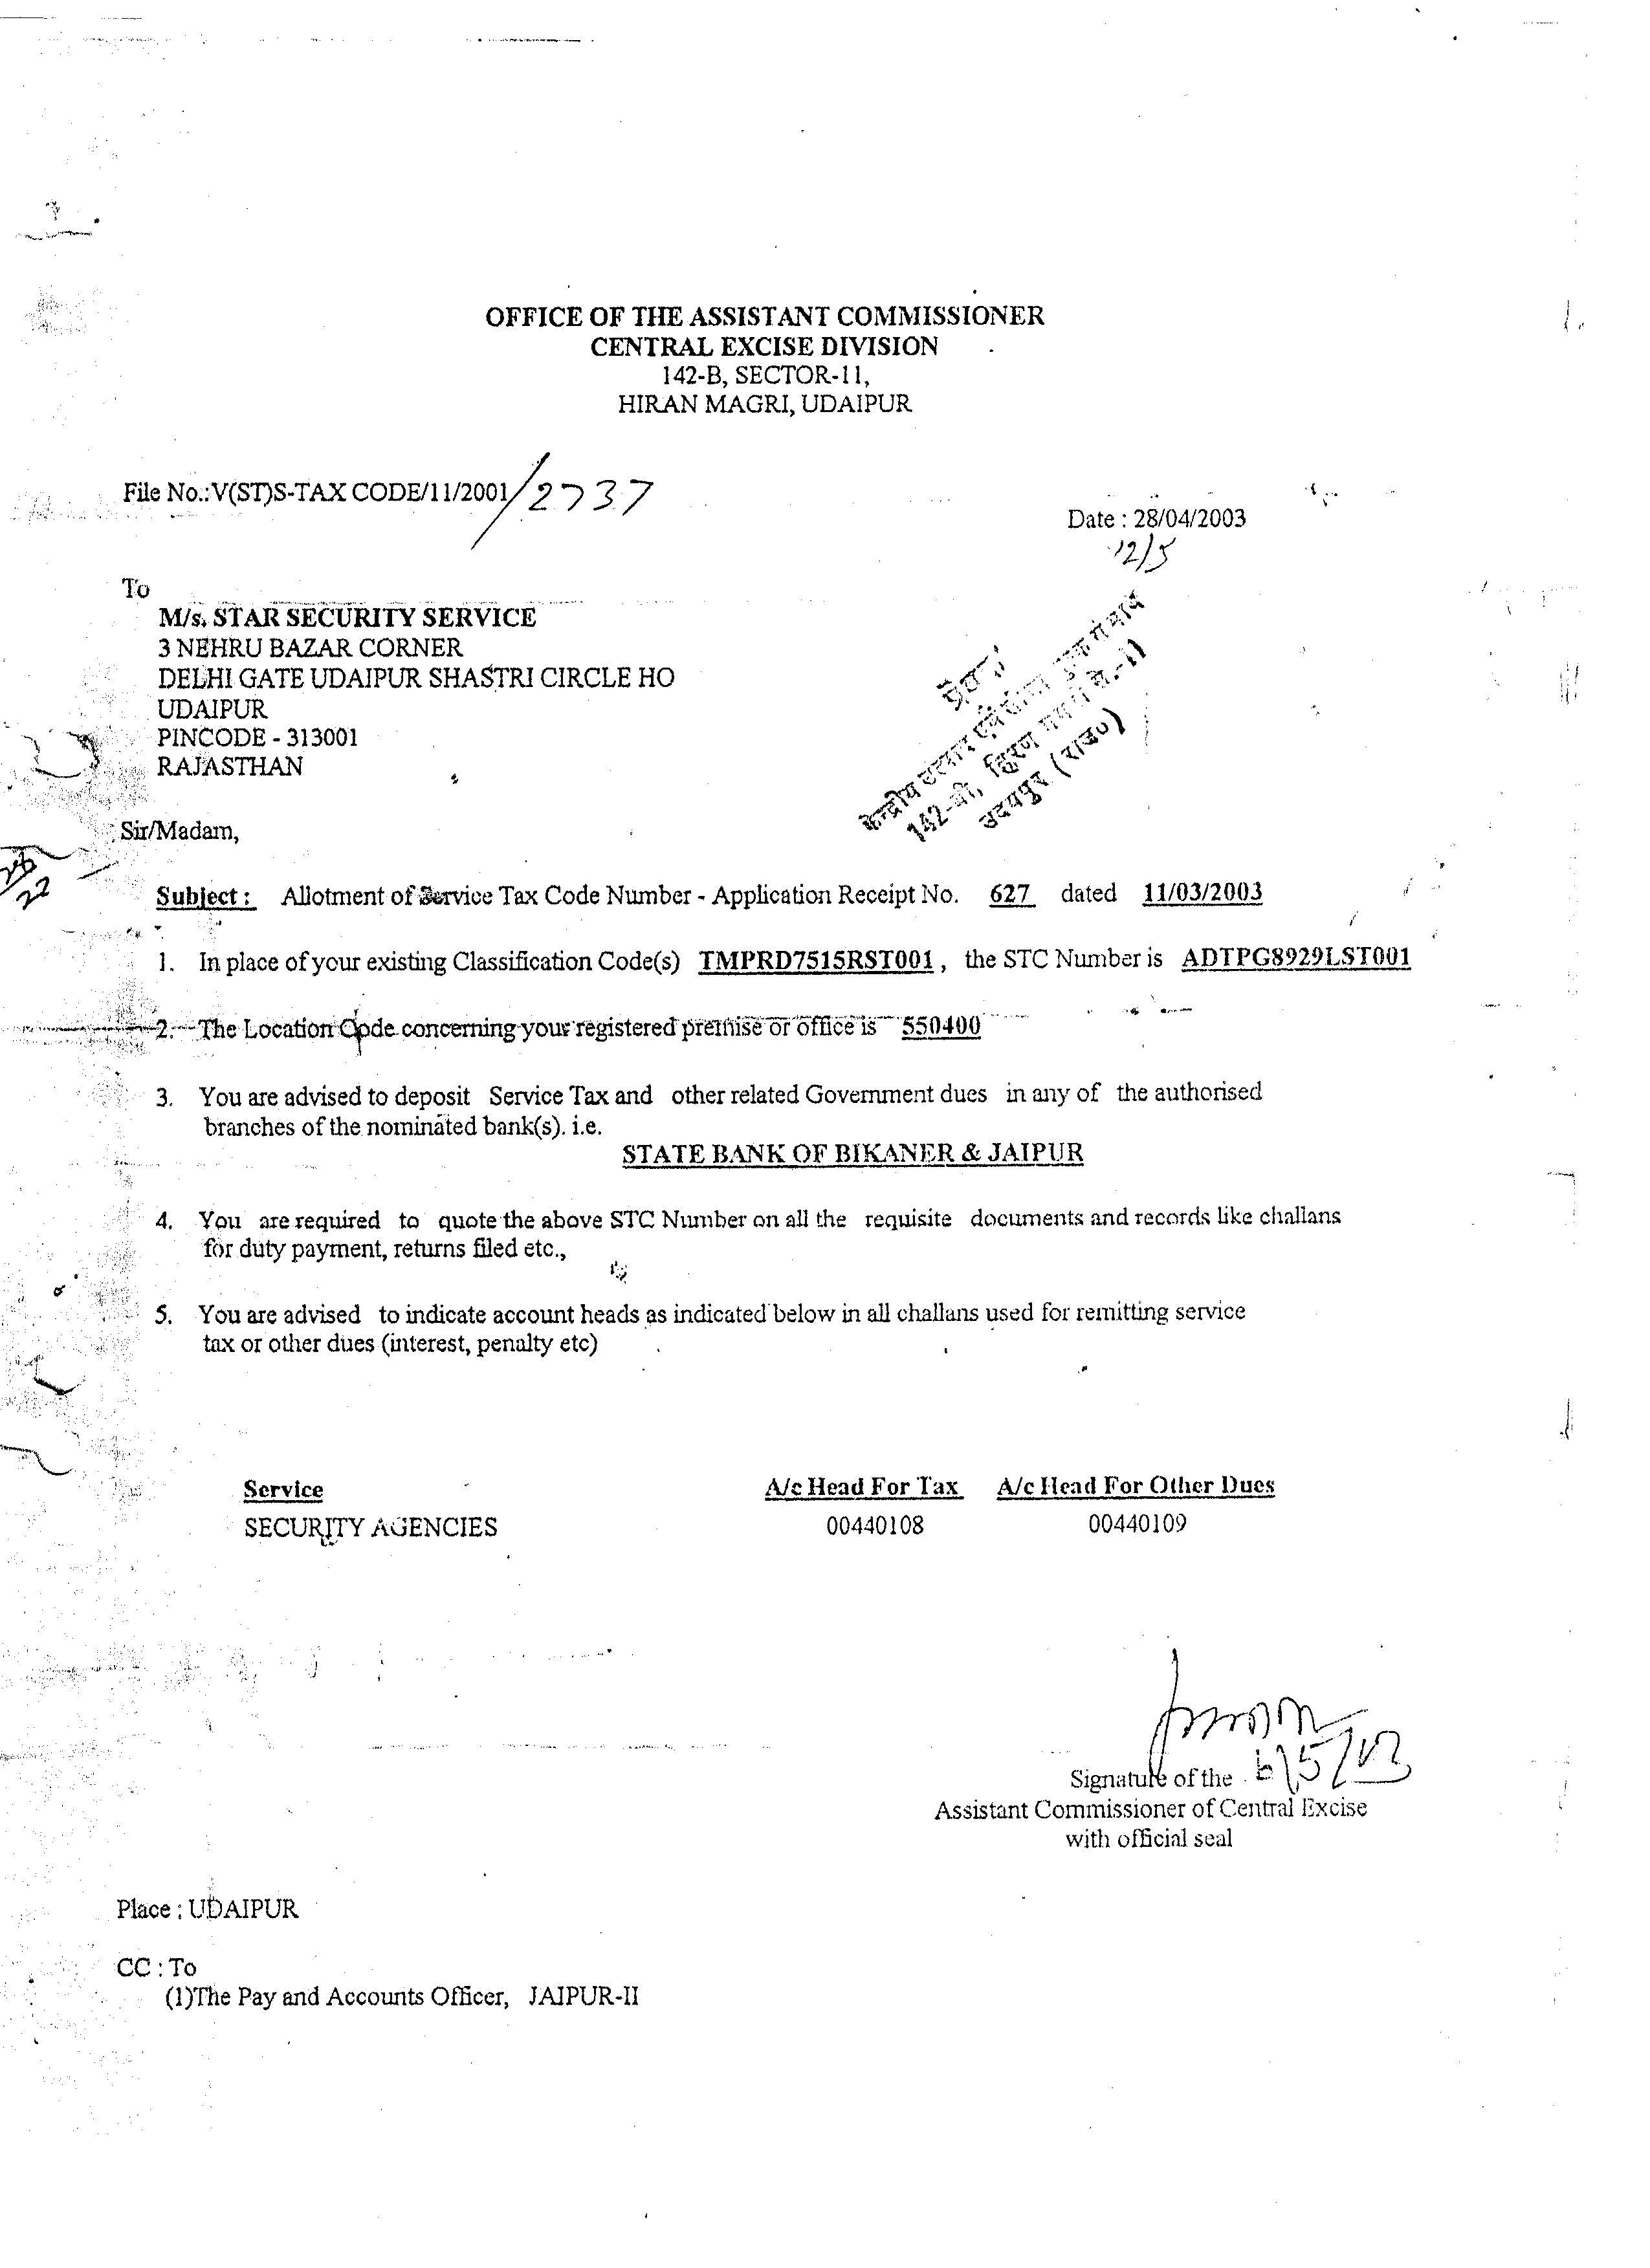 OFFICE OF THE ASSISTANT COMMISSIONER
CENTRAL EXCISE DIVISION
142-B, SECTOR-11,
HIRAN MAGRI, UDAIPUR
File No.:V(ST)S-TAX CODE/11/2001/2737
Date : 28/04/2003
12/5
To
M/s. STAR SECURITY SERVICE
3 NEHRU BAZAR CORNER
DELHI GATE UDAIPUR SHASTRI CIRCLE HO
UDAIPUR
PINCODE - 313001
RAJASTHAN
प्रेषक:
केन्द्रीय उत्पाद एवं सीमा शुल्क संभाग
142-बी, हिरण मगरी से.-11
उदयपुर (राज०)
Sir/Madam,
Subject : Allotment of Service Tax Code Number - Application Receipt No. 627 dated 11/03/2003
1. In place of your existing Classification Code(s) TMPRD7515RST001 , the STC Number is ADTPG8929LST001
2. The Location Code concerning your registered premise or office is 550400
3. You are advised to deposit Service Tax and other related Government dues in any of the authorised
branches of the nominated bank(s). i.e.
STATE BANK OF BIKANER & JAIPUR
4. You are required to quote the above STC Number on all the requisite documents and records like challans
for duty payment, returns filed etc.,
5. You are advised to indicate account heads as indicated below in all challans used for remitting service
tax or other dues (interest, penalty etc)
Service A/c Head For Tax A/c Head For Other Dues
SECURITY AGENCIES 00440108 00440109
6/5/03
Signature of the
Assistant Commissioner of Central Excise
with official seal
Place : UDAIPUR
CC : To
(1)The Pay and Accounts Officer, JAIPUR-II